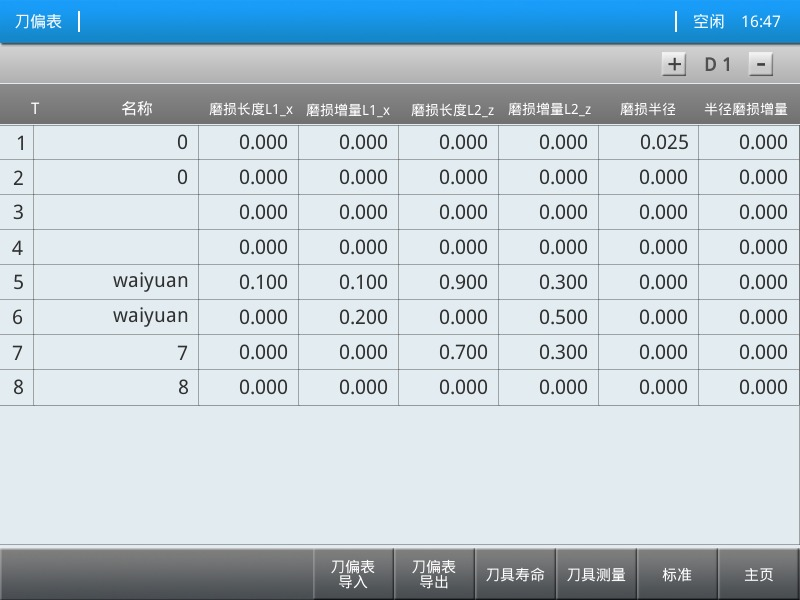 刀偏表 空闲 16:47
+ D 1 -
T 名称 磨损长度L1_x 磨损增量L1_x 磨损长度L2_z 磨损增量L2_z 磨损半径 半径磨损增量
1 0 0.000 0.000 0.000 0.000 0.025 0.000
2 0 0.000 0.000 0.000 0.000 0.000 0.000
3 0.000 0.000 0.000 0.000 0.000 0.000
4 0.000 0.000 0.000 0.000 0.000 0.000
5 waiyuan 0.100 0.100 0.900 0.300 0.000 0.000
6 waiyuan 0.000 0.200 0.000 0.500 0.000 0.000
7 7 0.000 0.000 0.700 0.300 0.000 0.000
8 8 0.000 0.000 0.000 0.000 0.000 0.000
刀偏表
导入
刀偏表
导出
刀具寿命
刀具测量
标准
主页